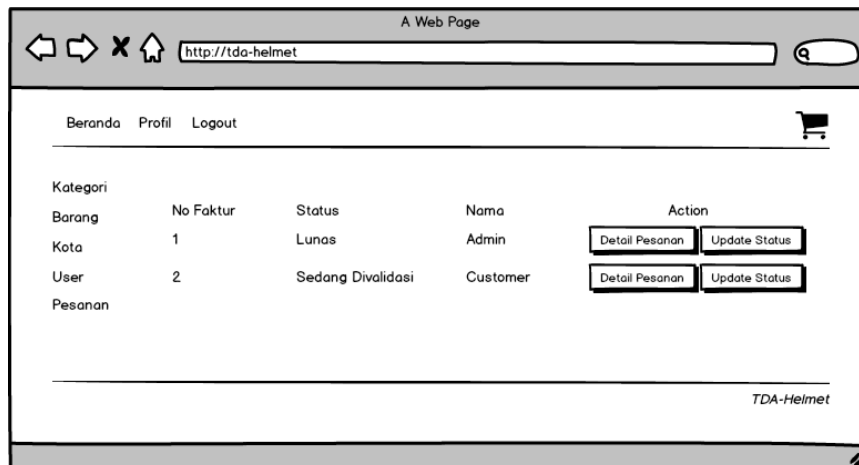 A Web Page
http://tda-helmet
Beranda Profil Logout
Kategori
Barang
Kota
User
Pesanan
No Faktur Status Nama Action
1 Lunas Admin Detail Pesanan Update Status
2 Sedang Divalidasi Customer Detail Pesanan Update Status
TDA-Helmet